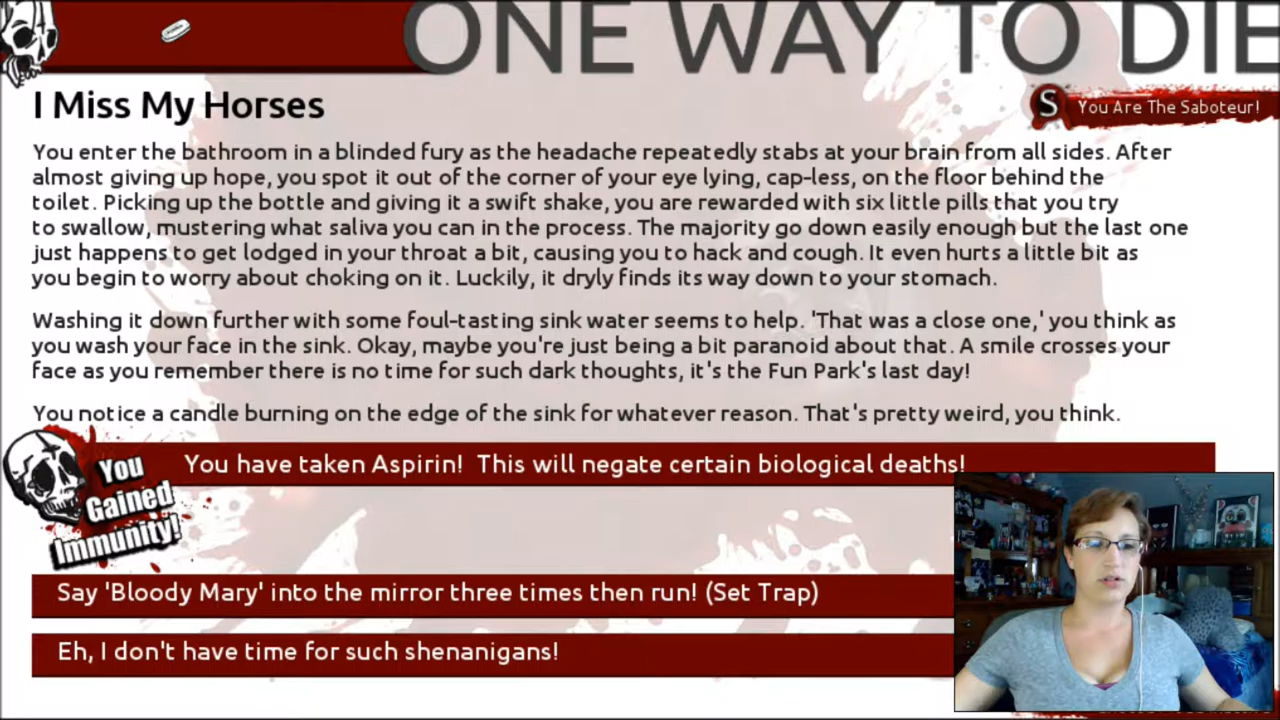 ONE WAY TO DIE
I Miss My Horses
S You Are The Saboteur!
You enter the bathroom in a blinded fury as the headache repeatedly stabs at your brain from all sides. After
almost giving up hope, you spot it out of the corner of your eye lying, cap-less, on the floor behind the
toilet. Picking up the bottle and giving it a swift shake, you are rewarded with six little pills that you try
to swallow, mustering what saliva you can in the process. The majority go down easily enough but the last one
just happens to get lodged in your throat a bit, causing you to hack and cough. It even hurts a little bit as
you begin to worry about choking on it. Luckily, it dryly finds its way down to your stomach.
Washing it down further with some foul-tasting sink water seems to help. 'That was a close one,' you think as
you wash your face in the sink. Okay, maybe you're just being a bit paranoid about that. A smile crosses your
face as you remember there is no time for such dark thoughts, it's the Fun Park's last day!
You notice a candle burning on the edge of the sink for whatever reason. That's pretty weird, you think.
You have taken Aspirin! This will negate certain biological deaths!
You
Gained
Immunity!
Say 'Bloody Mary' into the mirror three times then run! (Set Trap)
Eh, I don't have time for such shenanigans!